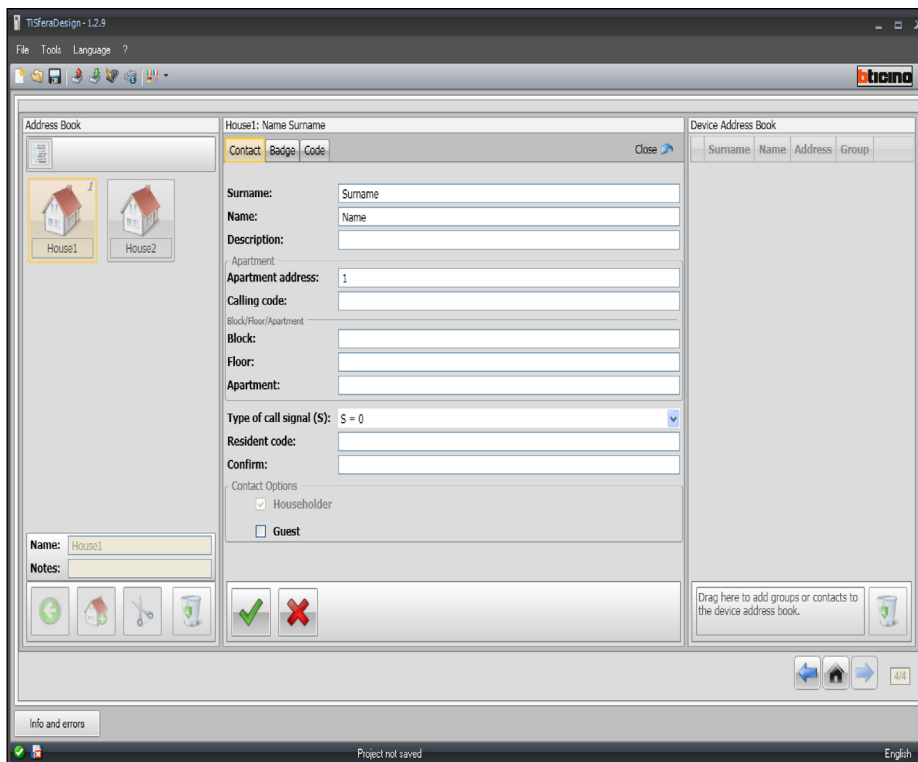 TiSferaDesign - 1.2.9
File Tools Language ?
bticino
Address Book
1
House1
House2
Name: House1
Notes:
House1: Name Surname
Contact Badge Code Close
Surname: Surname
Name: Name
Description:
Apartment
Apartment address: 1
Calling code:
Block/Floor/Apartment
Block:
Floor:
Apartment:
Type of call signal (S): S = 0
Resident code:
Confirm:
Contact Options
Householder
Guest
Device Address Book
Surname Name Address Group
Drag here to add groups or contacts to
the device address book.
4/4
Info and errors
Project not saved
English